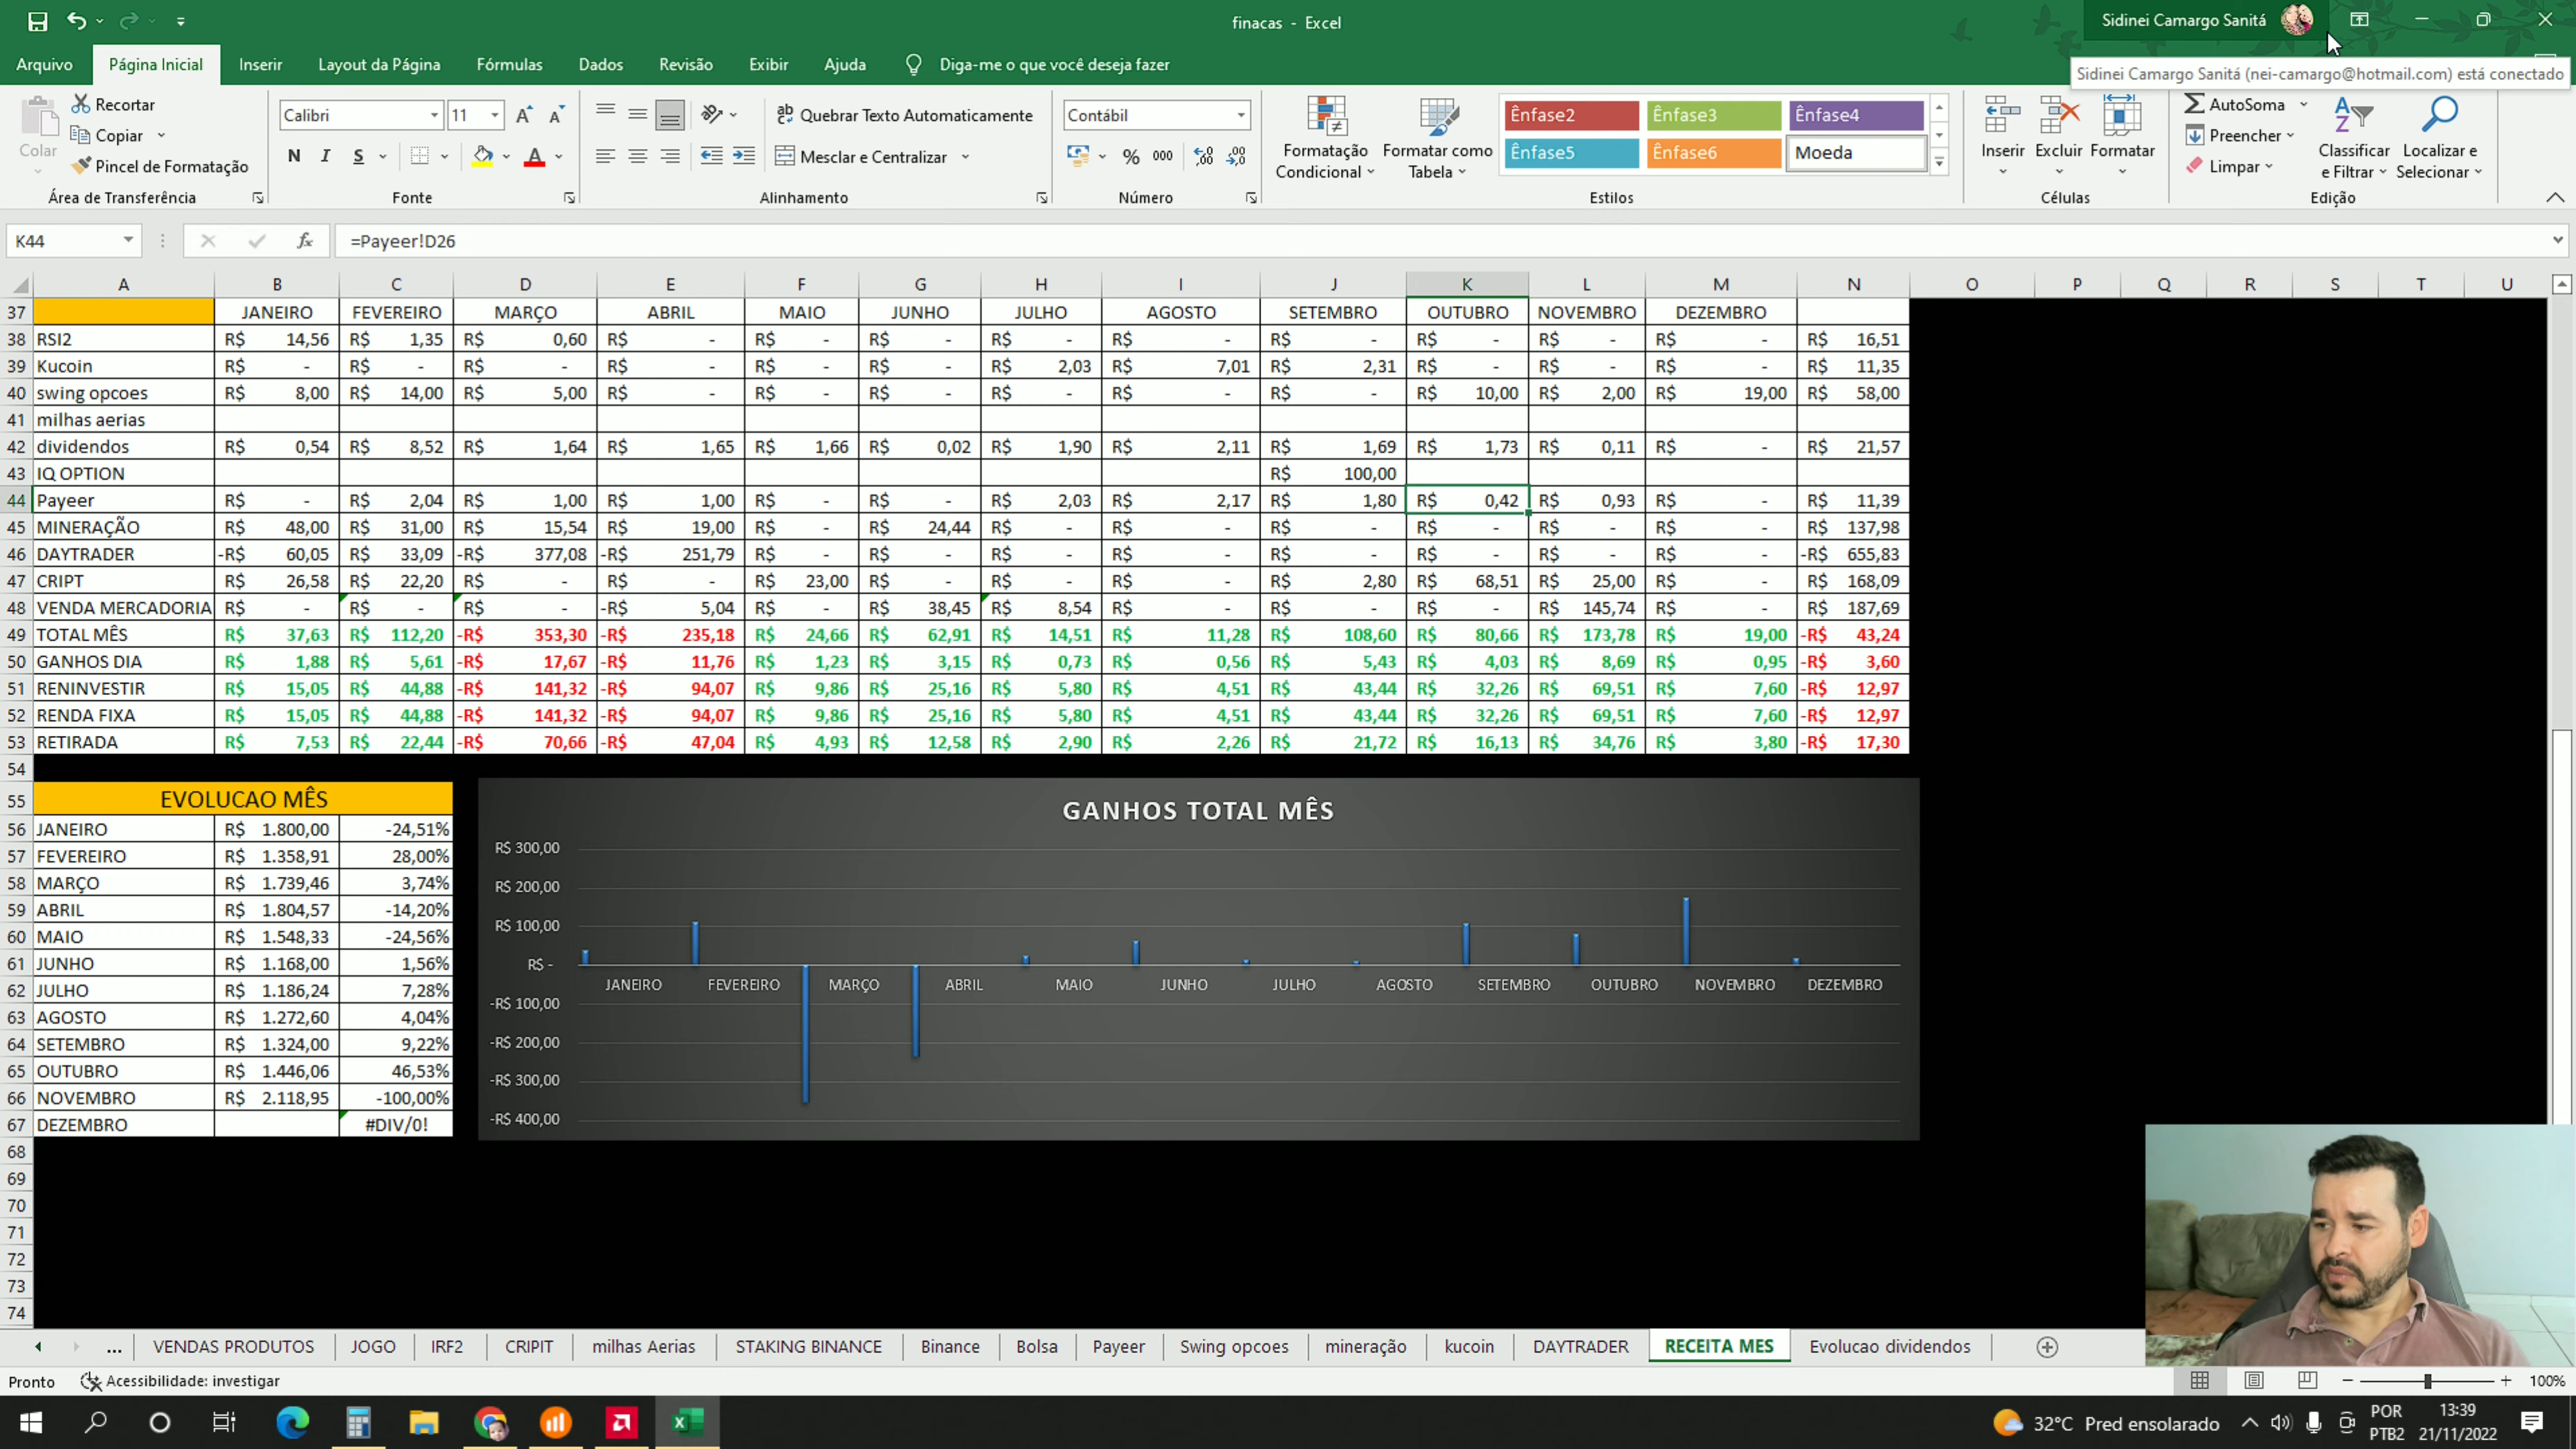 finacas - Excel
Sidinei Camargo Sanitá
Arquivo Página Inicial Inserir Layout da Página Fórmulas Dados Revisão Exibir Ajuda Diga-me o que você deseja fazer
Sidinei Camargo Sanitá (nei-camargo@hotmail.com) está conectado
Colar
Recortar
Copiar
Pincel de Formatação
Área de Transferência
Calibri 11
N I S
Fonte
Quebrar Texto Automaticamente
Mesclar e Centralizar
Alinhamento
Contábil
% 000
Número
Formatação Condicional
Formatar como Tabela
Ênfase2 Ênfase3 Ênfase4
Ênfase5 Ênfase6 Moeda
Estilos
Inserir Excluir Formatar
Células
AutoSoma
Preencher
Limpar
Classificar e Filtrar
Localizar e Selecionar
Edição
K44 fx =Payeer!D26
A B C D E F G H I J K L M N O P Q R S T U
37 JANEIRO FEVEREIRO MARÇO ABRIL MAIO JUNHO JULHO AGOSTO SETEMBRO OUTUBRO NOVEMBRO DEZEMBRO
38 RSI2 R$ 14,56 R$ 1,35 R$ 0,60 R$ - R$ - R$ - R$ - R$ - R$ - R$ - R$ - R$ - R$ 16,51
39 Kucoin R$ - R$ - R$ - R$ - R$ - R$ - R$ 2,03 R$ 7,01 R$ 2,31 R$ - R$ - R$ - R$ 11,35
40 swing opcoes R$ 8,00 R$ 14,00 R$ 5,00 R$ - R$ - R$ - R$ - R$ - R$ - R$ 10,00 R$ 2,00 R$ 19,00 R$ 58,00
41 milhas aerias
42 dividendos R$ 0,54 R$ 8,52 R$ 1,64 R$ 1,65 R$ 1,66 R$ 0,02 R$ 1,90 R$ 2,11 R$ 1,69 R$ 1,73 R$ 0,11 R$ - R$ 21,57
43 IQ OPTION R$ 100,00
44 Payeer R$ - R$ 2,04 R$ 1,00 R$ 1,00 R$ - R$ - R$ 2,03 R$ 2,17 R$ 1,80 R$ 0,42 R$ 0,93 R$ - R$ 11,39
45 MINERAÇÃO R$ 48,00 R$ 31,00 R$ 15,54 R$ 19,00 R$ - R$ 24,44 R$ - R$ - R$ - R$ - R$ - R$ - R$ 137,98
46 DAYTRADER -R$ 60,05 R$ 33,09 -R$ 377,08 -R$ 251,79 R$ - R$ - R$ - R$ - R$ - R$ - R$ - R$ - -R$ 655,83
47 CRIPT R$ 26,58 R$ 22,20 R$ - R$ - R$ 23,00 R$ - R$ - R$ - R$ 2,80 R$ 68,51 R$ 25,00 R$ - R$ 168,09
48 VENDA MERCADORIA R$ - R$ - R$ - -R$ 5,04 R$ - R$ 38,45 R$ 8,54 R$ - R$ - R$ - R$ 145,74 R$ - R$ 187,69
49 TOTAL MÊS R$ 37,63 R$ 112,20 -R$ 353,30 -R$ 235,18 R$ 24,66 R$ 62,91 R$ 14,51 R$ 11,28 R$ 108,60 R$ 80,66 R$ 173,78 R$ 19,00 -R$ 43,24
50 GANHOS DIA R$ 1,88 R$ 5,61 -R$ 17,67 -R$ 11,76 R$ 1,23 R$ 3,15 R$ 0,73 R$ 0,56 R$ 5,43 R$ 4,03 R$ 8,69 R$ 0,95 -R$ 3,60
51 RENINVESTIR R$ 15,05 R$ 44,88 -R$ 141,32 -R$ 94,07 R$ 9,86 R$ 25,16 R$ 5,80 R$ 4,51 R$ 43,44 R$ 32,26 R$ 69,51 R$ 7,60 -R$ 12,97
52 RENDA FIXA R$ 15,05 R$ 44,88 -R$ 141,32 -R$ 94,07 R$ 9,86 R$ 25,16 R$ 5,80 R$ 4,51 R$ 43,44 R$ 32,26 R$ 69,51 R$ 7,60 -R$ 12,97
53 RETIRADA R$ 7,53 R$ 22,44 -R$ 70,66 -R$ 47,04 R$ 4,93 R$ 12,58 R$ 2,90 R$ 2,26 R$ 21,72 R$ 16,13 R$ 34,76 R$ 3,80 -R$ 17,30
54
55 EVOLUCAO MÊS
56 JANEIRO R$ 1.800,00 -24,51%
57 FEVEREIRO R$ 1.358,91 28,00%
58 MARÇO R$ 1.739,46 3,74%
59 ABRIL R$ 1.804,57 -14,20%
60 MAIO R$ 1.548,33 -24,56%
61 JUNHO R$ 1.168,00 1,56%
62 JULHO R$ 1.186,24 7,28%
63 AGOSTO R$ 1.272,60 4,04%
64 SETEMBRO R$ 1.324,00 9,22%
65 OUTUBRO R$ 1.446,06 46,53%
66 NOVEMBRO R$ 2.118,95 -100,00%
67 DEZEMBRO #DIV/0!
68
69
70
71
72
73
74
GANHOS TOTAL MÊS
R$ 300,00
R$ 200,00
R$ 100,00
R$ -
JANEIRO FEVEREIRO MARÇO ABRIL MAIO JUNHO JULHO AGOSTO SETEMBRO OUTUBRO NOVEMBRO DEZEMBRO
-R$ 100,00
-R$ 200,00
-R$ 300,00
-R$ 400,00
... VENDAS PRODUTOS JOGO IRF2 CRIPIT milhas Aerias STAKING BINANCE Binance Bolsa Payeer Swing opcoes mineração kucoin DAYTRADER RECEITA MES Evolucao dividendos
Pronto Acessibilidade: investigar 100%
32°C Pred ensolarado
POR
PTB2
13:39
21/11/2022